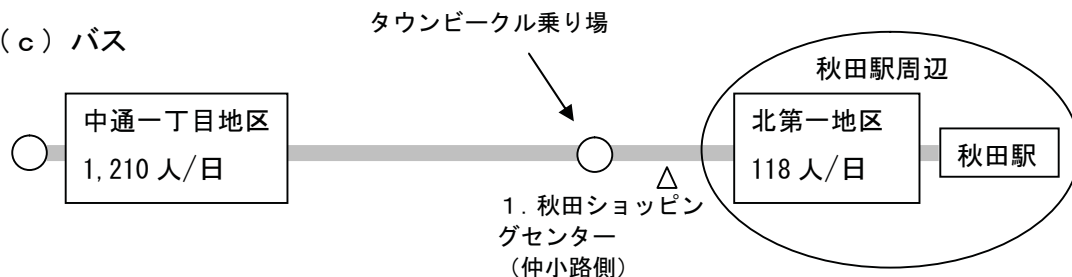 （ｃ）バス
タウンビークル乗り場
秋田駅周辺
中通一丁目地区
1,210 人/日
北第一地区
118 人/日
秋田駅
△
１．秋田ショッピン
グセンター
（仲小路側）